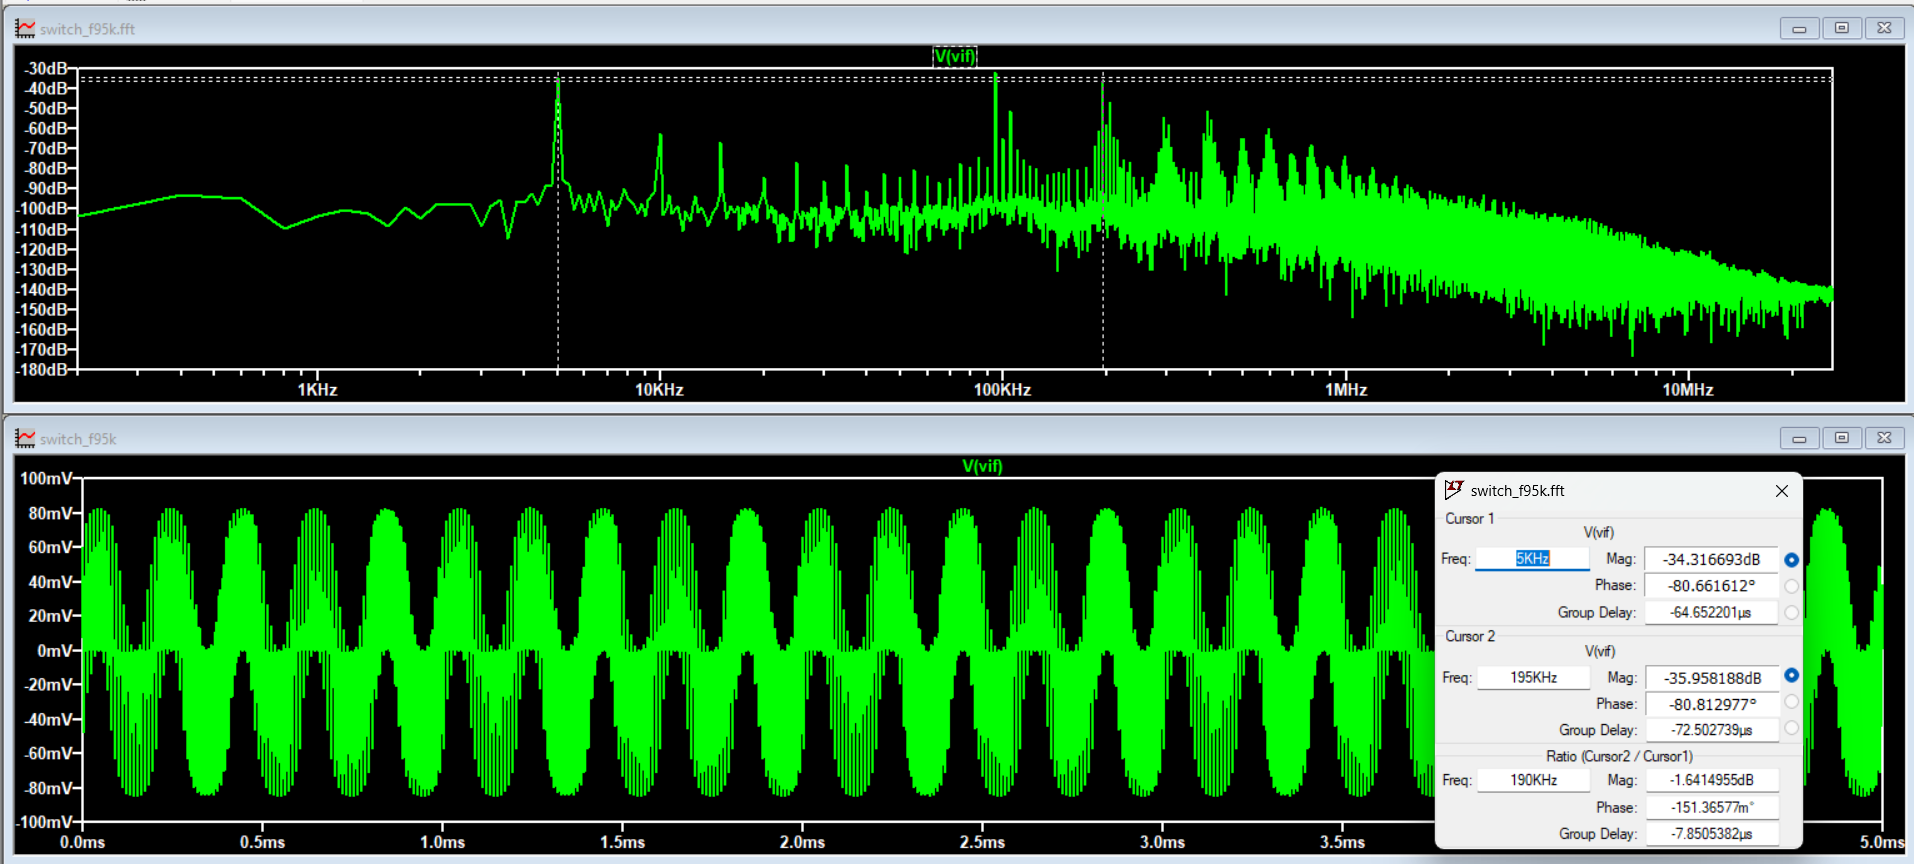 switch_f95k.fft
V(vif)
-30dB
-40dB
-50dB
-60dB
-70dB
-80dB
-90dB
-100dB
-110dB
-120dB
-130dB
-140dB
-150dB
-160dB
-170dB
-180dB
1KHz 10KHz 100KHz 1MHz 10MHz
switch_f95k
V(vif)
100mV
80mV
60mV
40mV
20mV
0mV
-20mV
-40mV
-60mV
-80mV
-100mV
0.0ms 0.5ms 1.0ms 1.5ms 2.0ms 2.5ms 3.0ms 3.5ms 5.0ms
switch_f95k.fft
Cursor 1
V(vif)
Freq: 5KHz Mag: -34.316693dB
Phase: -80.661612°
Group Delay: -64.652201µs
Cursor 2
V(vif)
Freq: 195KHz Mag: -35.958188dB
Phase: -80.812977°
Group Delay: -72.502739µs
Ratio (Cursor2 / Cursor1)
Freq: 190KHz Mag: -1.6414955dB
Phase: -151.36577m°
Group Delay: -7.8505382µs